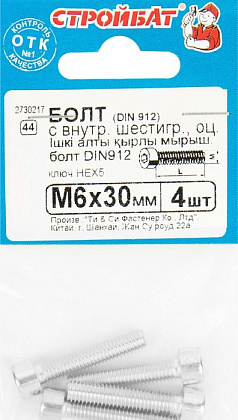 КОНТРОЛЬ
ОТК
№1
КАЧЕСТВА
СТРОЙБАТ
2730217
44
БОЛТ (DIN 912)
с внутр. шестигр., оц.
Ішкі алты қырлы мырыш.
болт DIN912
ключ HEX5
L
M6x30мм
4шт
Произв. "Ти & Си Фастенер Ко., Лтд"
Китай, г. Шанхай, Жан Су роуд 22а